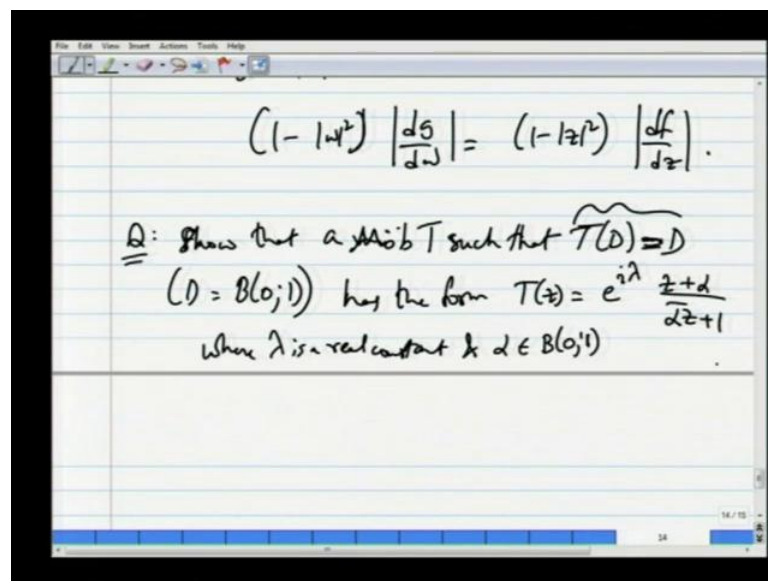 File Edit View Insert Actions Tools Help
(1-|w|²) |dg/dw| = (1-|z|²) |df/dz|.
Q: Show that a Möb T such that T(D) = D
(D = B(0;1)) has the form T(z) = e^{iλ} (z+α)/(ᾱz+1)
where λ is a real constant & α ∈ B(0;1)
14/15
14